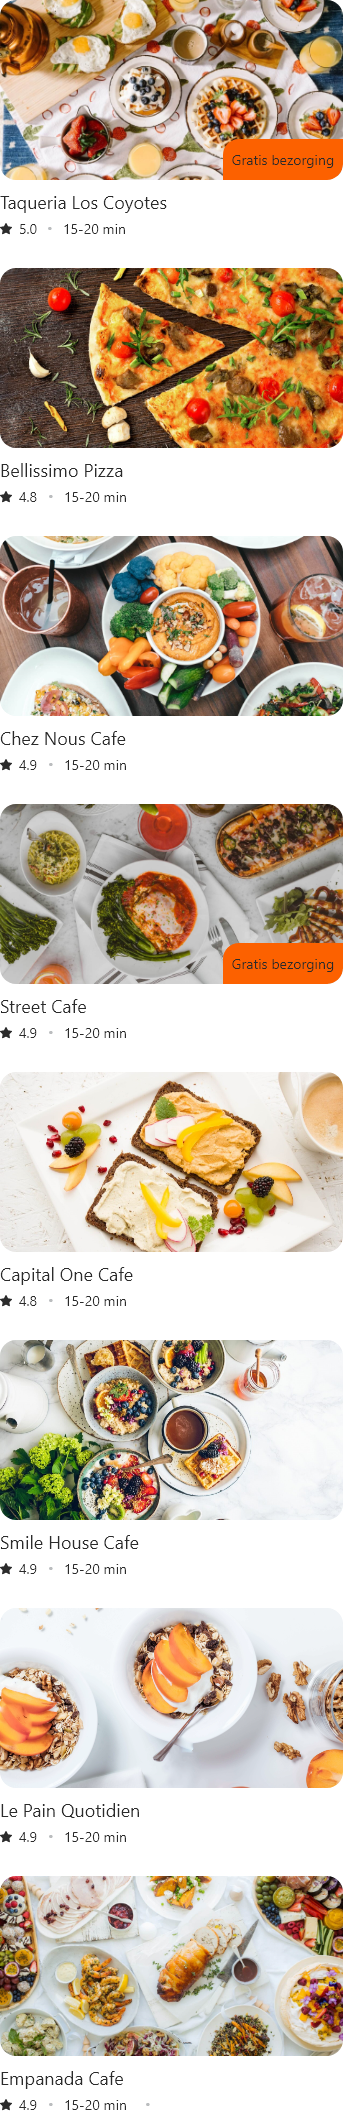 Gratis bezorging
Taqueria Los Coyotes
5.0 • 15-20 min
Bellissimo Pizza
4.8 • 15-20 min
Chez Nous Cafe
4.9 • 15-20 min
Gratis bezorging
Street Cafe
4.9 • 15-20 min
Capital One Cafe
4.8 • 15-20 min
Smile House Cafe
4.9 • 15-20 min
Le Pain Quotidien
4.9 • 15-20 min
Empanada Cafe
4.9 • 15-20 min •